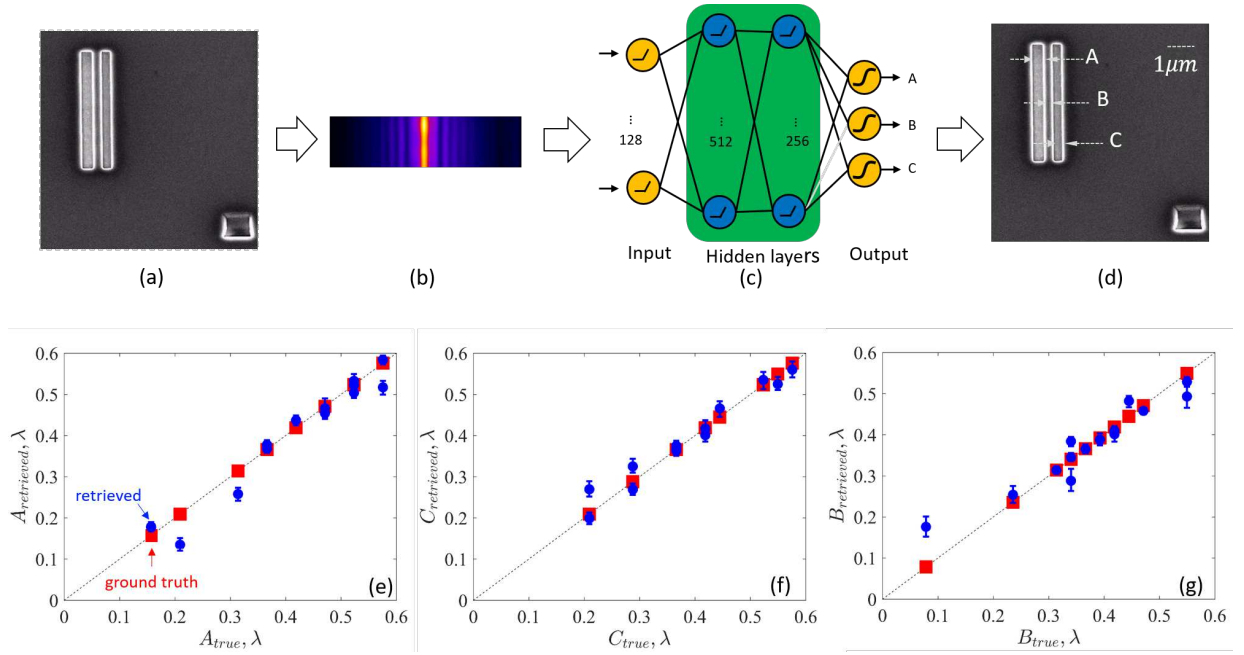 (a)
(b)
⋮
128
⋮
512
⋮
256
A
B
C
Input
Hidden layers
Output
(c)
A
B
C
1μm
(d)
0.6
0.5
0.4
0.3
0.2
0.1
0
A_retrieved, λ
retrieved
ground truth
(e)
0 0.1 0.2 0.3 0.4 0.5 0.6
A_true, λ
0.6
0.5
0.4
0.3
0.2
0.1
0
C_retrieved, λ
(f)
0 0.1 0.2 0.3 0.4 0.5 0.6
C_true, λ
0.6
0.5
0.4
0.3
0.2
0.1
0
B_retrieved, λ
(g)
0 0.1 0.2 0.3 0.4 0.5 0.6
B_true, λ